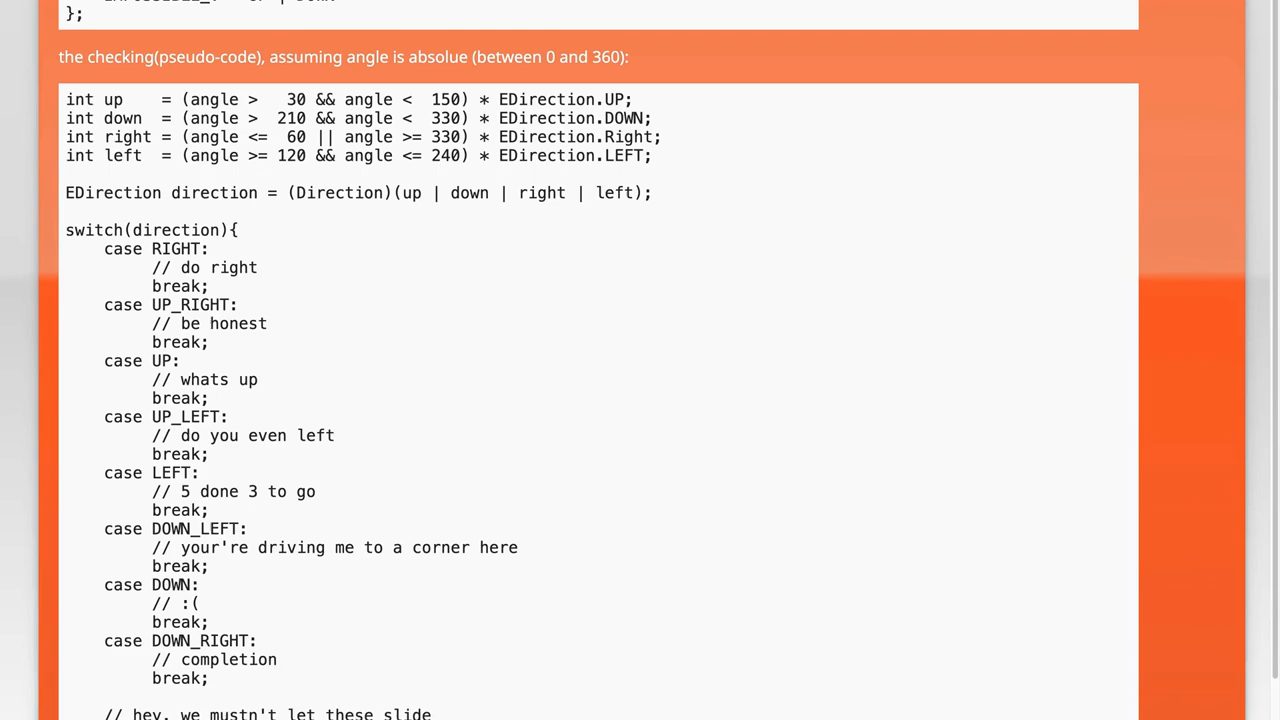 };
the checking(pseudo-code), assuming angle is absolue (between 0 and 360):
int up    = (angle >   30 && angle <  150) * EDirection.UP;
int down  = (angle >  210 && angle <  330) * EDirection.DOWN;
int right = (angle <=  60 || angle >= 330) * EDirection.Right;
int left  = (angle >= 120 && angle <= 240) * EDirection.LEFT;
EDirection direction = (Direction)(up | down | right | left);
switch(direction){
    case RIGHT:
         // do right
         break;
    case UP_RIGHT:
         // be honest
         break;
    case UP:
         // whats up
         break;
    case UP_LEFT:
         // do you even left
         break;
    case LEFT:
         // 5 done 3 to go
         break;
    case DOWN_LEFT:
         // your're driving me to a corner here
         break;
    case DOWN:
         // :(
         break;
    case DOWN_RIGHT:
         // completion
         break;
    // hey, we mustn't let these slide